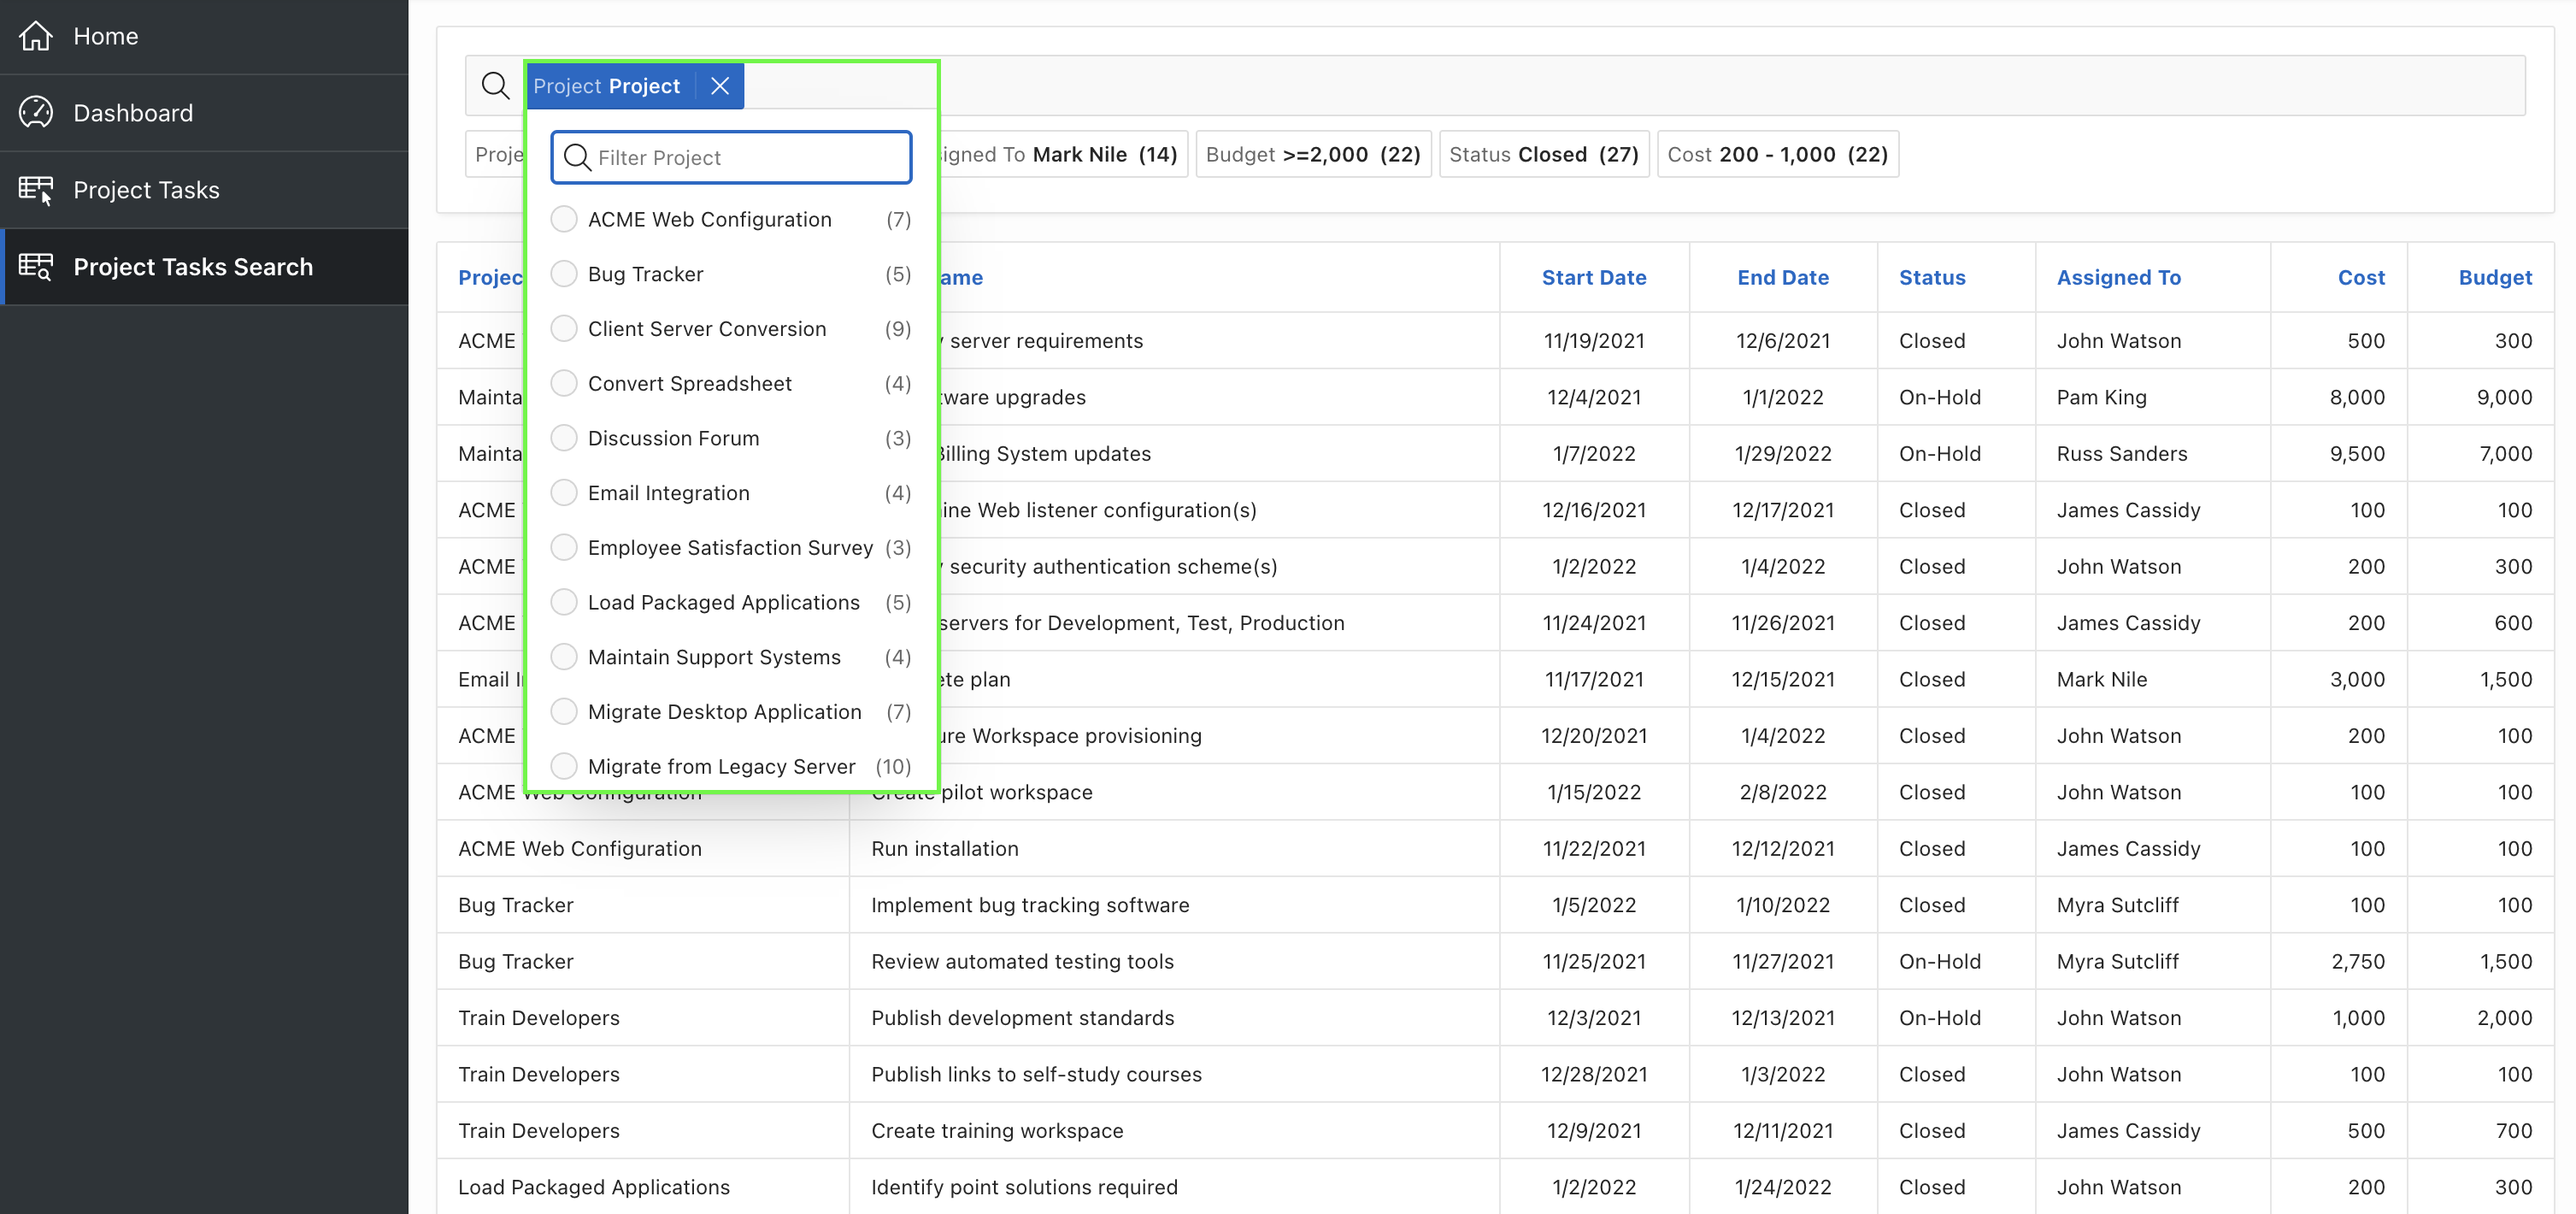 Home
Dashboard
Project Tasks
Project Tasks Search
Project Project
Filter Project
Mark Nile (14)
Budget >=2,000 (22)
Status Closed (27)
Cost 200 - 1,000 (22)
ACME Web Configuration (7)
Bug Tracker (5)
Client Server Conversion (9)
Convert Spreadsheet (4)
Discussion Forum (3)
Email Integration (4)
Employee Satisfaction Survey (3)
Load Packaged Applications (5)
Maintain Support Systems (4)
Migrate Desktop Application (7)
Migrate from Legacy Server (10)
Start Date End Date Status Assigned To Cost Budget
ACME server requirements 11/19/2021 12/6/2021 Closed John Watson 500 300
upgrades 12/4/2021 1/1/2022 On-Hold Pam King 8,000 9,000
Billing System updates 1/7/2022 1/29/2022 On-Hold Russ Sanders 9,500 7,000
ACME Web listener configuration(s) 12/16/2021 12/17/2021 Closed James Cassidy 100 100
ACME security authentication scheme(s) 1/2/2022 1/4/2022 Closed John Watson 200 300
ACME servers for Development, Test, Production 11/24/2021 11/26/2021 Closed James Cassidy 200 600
Email plan 11/17/2021 12/15/2021 Closed Mark Nile 3,000 1,500
ACME Workspace provisioning 12/20/2021 1/4/2022 Closed John Watson 200 100
ACME Web Configuration Create pilot workspace 1/15/2022 2/8/2022 Closed John Watson 100 100
ACME Web Configuration Run installation 11/22/2021 12/12/2021 Closed James Cassidy 100 100
Bug Tracker Implement bug tracking software 1/5/2022 1/10/2022 Closed Myra Sutcliff 100 100
Bug Tracker Review automated testing tools 11/25/2021 11/27/2021 On-Hold Myra Sutcliff 2,750 1,500
Train Developers Publish development standards 12/3/2021 12/13/2021 On-Hold John Watson 1,000 2,000
Train Developers Publish links to self-study courses 12/28/2021 1/3/2022 Closed John Watson 100 100
Train Developers Create training workspace 12/9/2021 12/11/2021 Closed James Cassidy 500 700
Load Packaged Applications Identify point solutions required 1/2/2022 1/24/2022 Closed John Watson 200 300